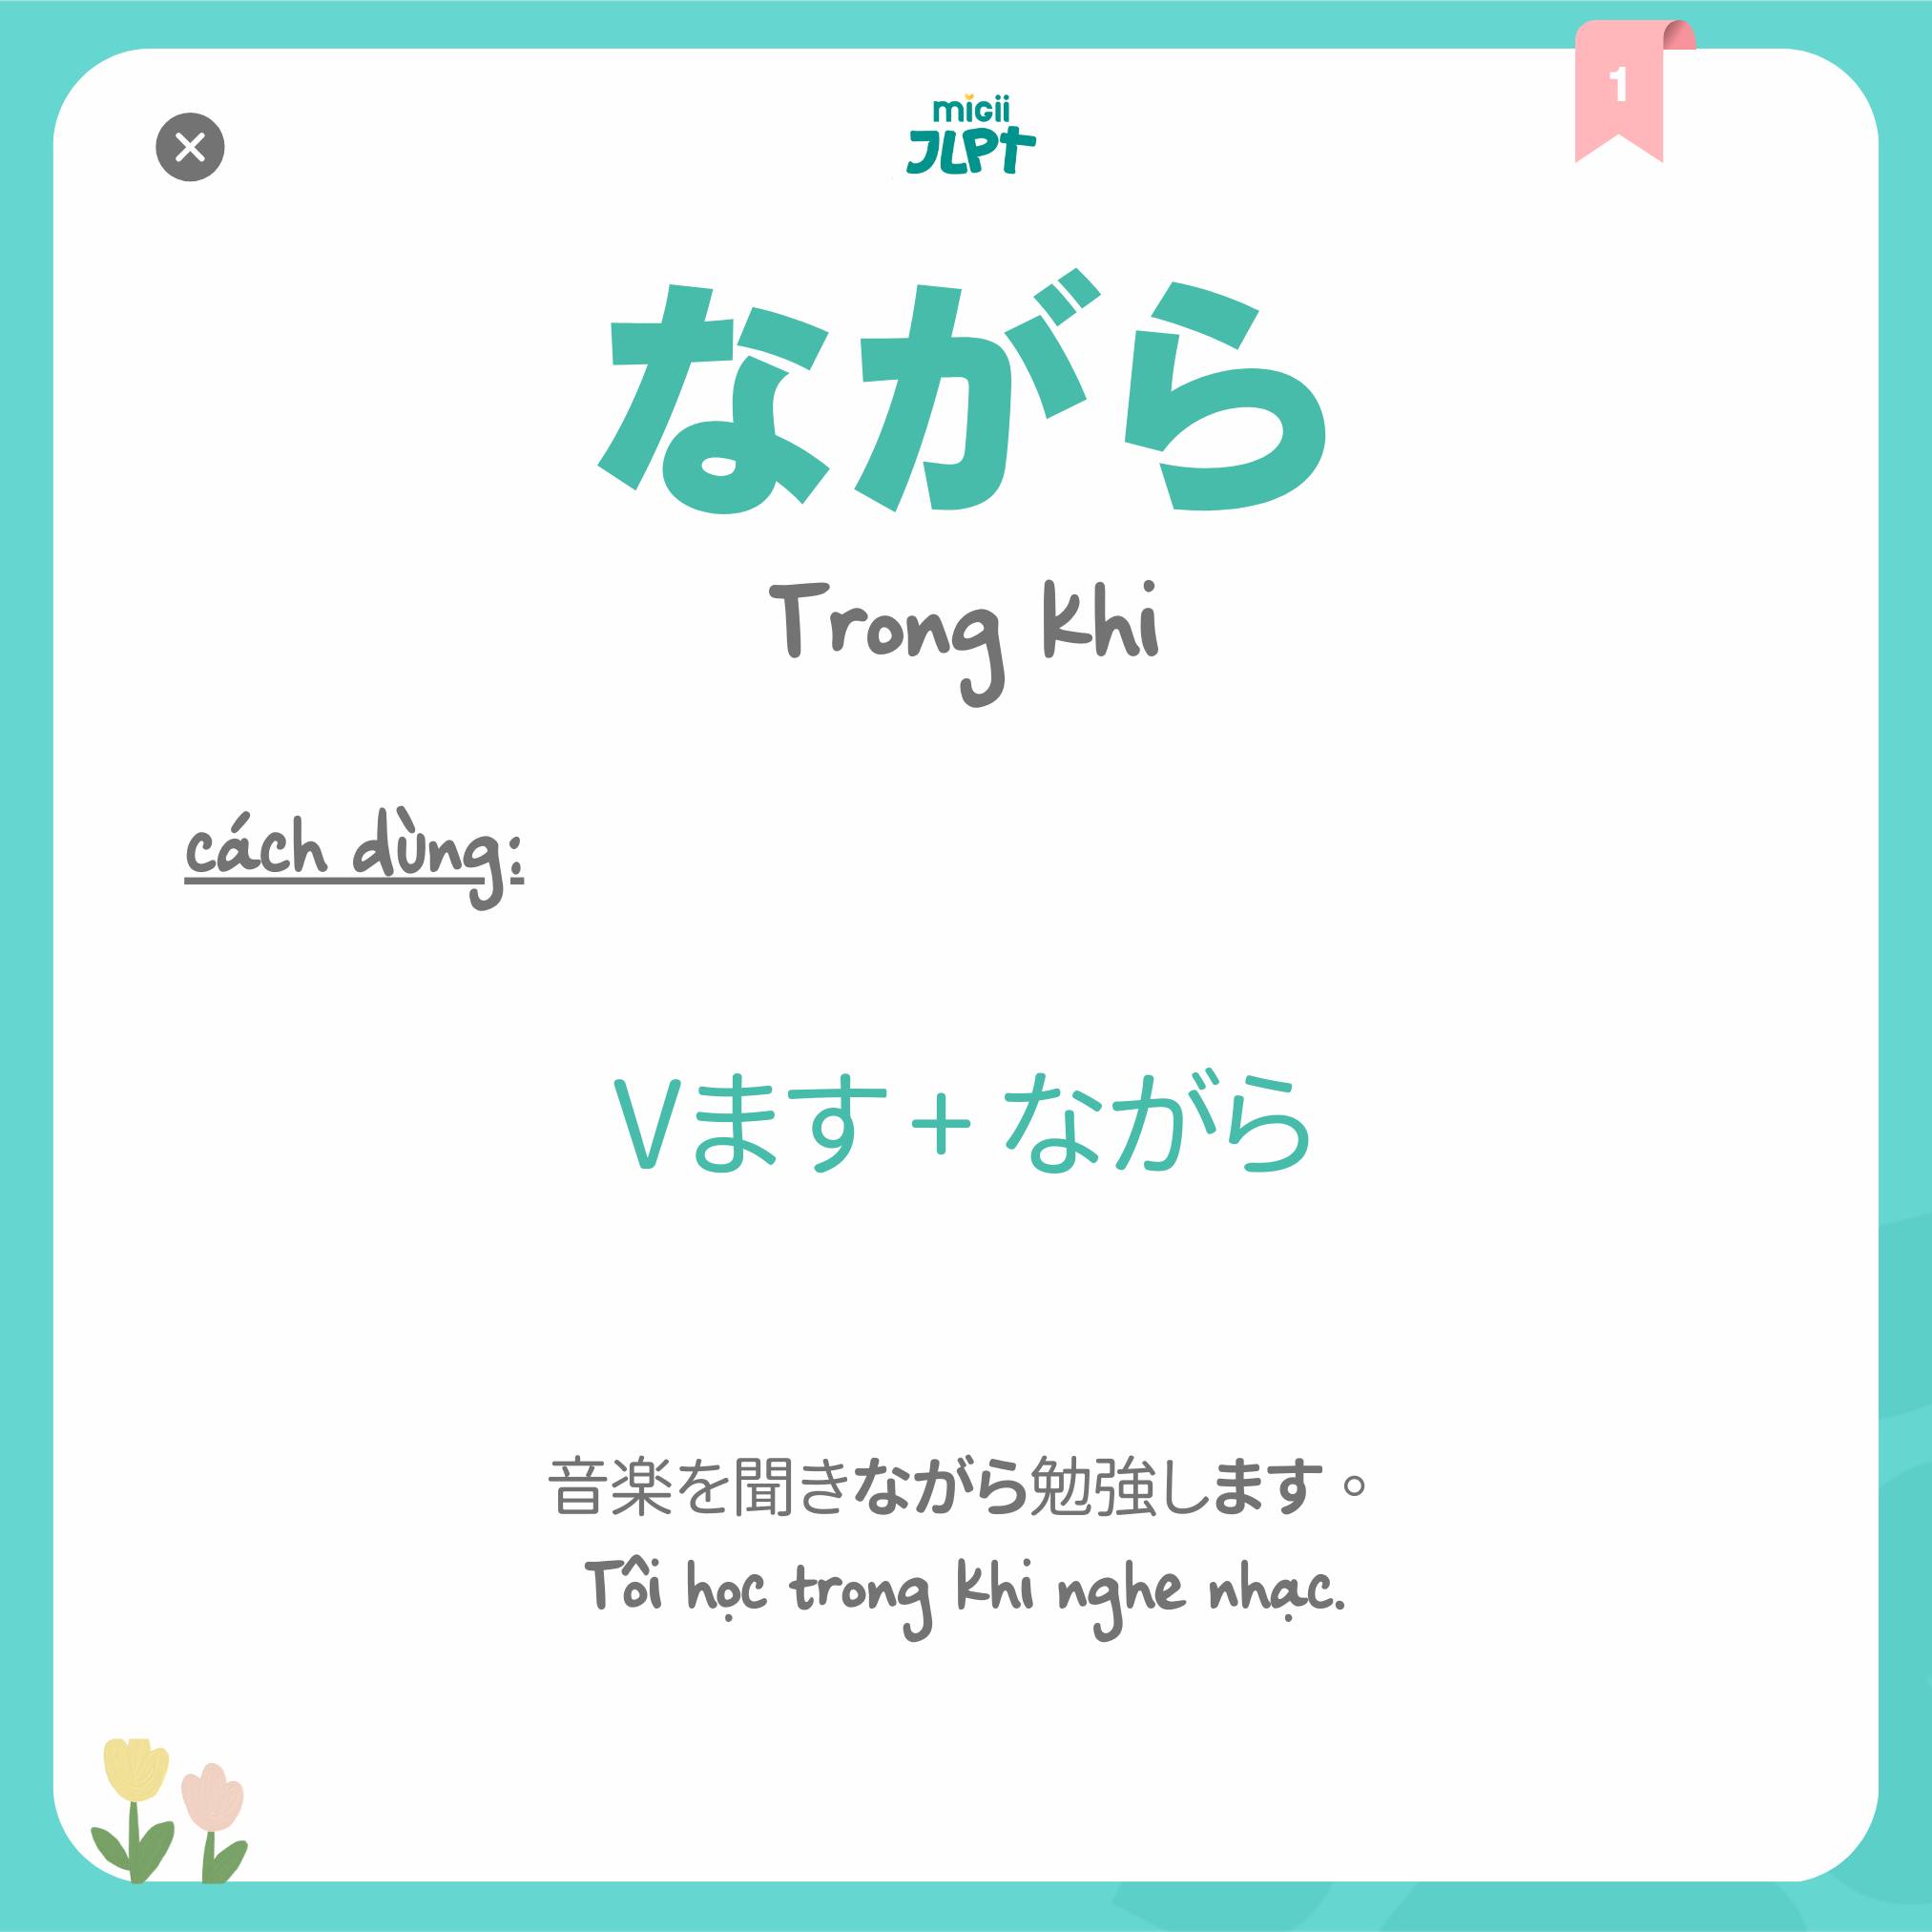 1
micii
JLPT
ながら
Trong khi
cách dùng:
Vます + ながら
音楽を聞きながら勉強します。
Tôi học trong khi nghe nhạc.